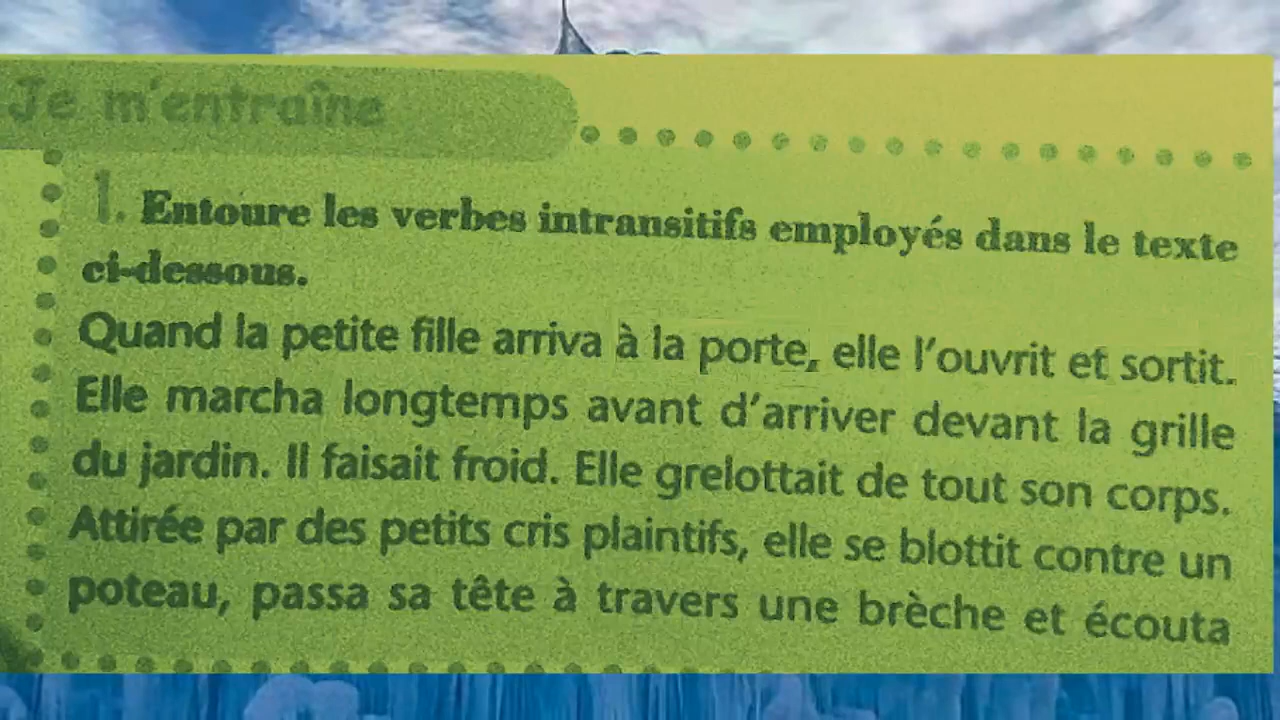 Je m'entraîne
1. Entoure les verbes intransitifs employés dans le texte
ci-dessous.
Quand la petite fille arriva à la porte, elle l'ouvrit et sortit.
Elle marcha longtemps avant d'arriver devant la grille
du jardin. Il faisait froid. Elle grelottait de tout son corps.
Attirée par des petits cris plaintifs, elle se blottit contre un
poteau, passa sa tête à travers une brèche et écouta